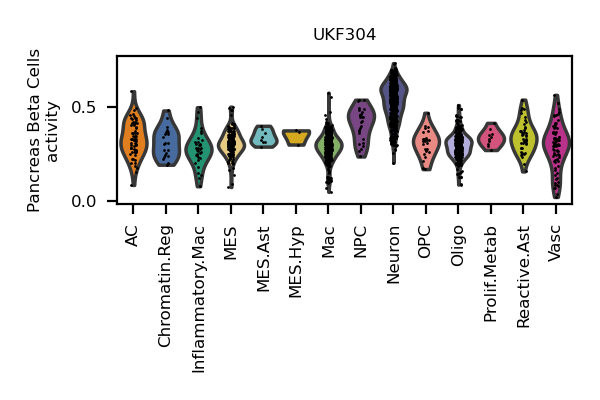 UKF304
Pancreas Beta Cells
activity
0.5
0.0
AC
Chromatin.Reg
Inflammatory.Mac
MES
MES.Ast
MES.Hyp
Mac
NPC
Neuron
OPC
Oligo
Prolif.Metab
Reactive.Ast
Vasc